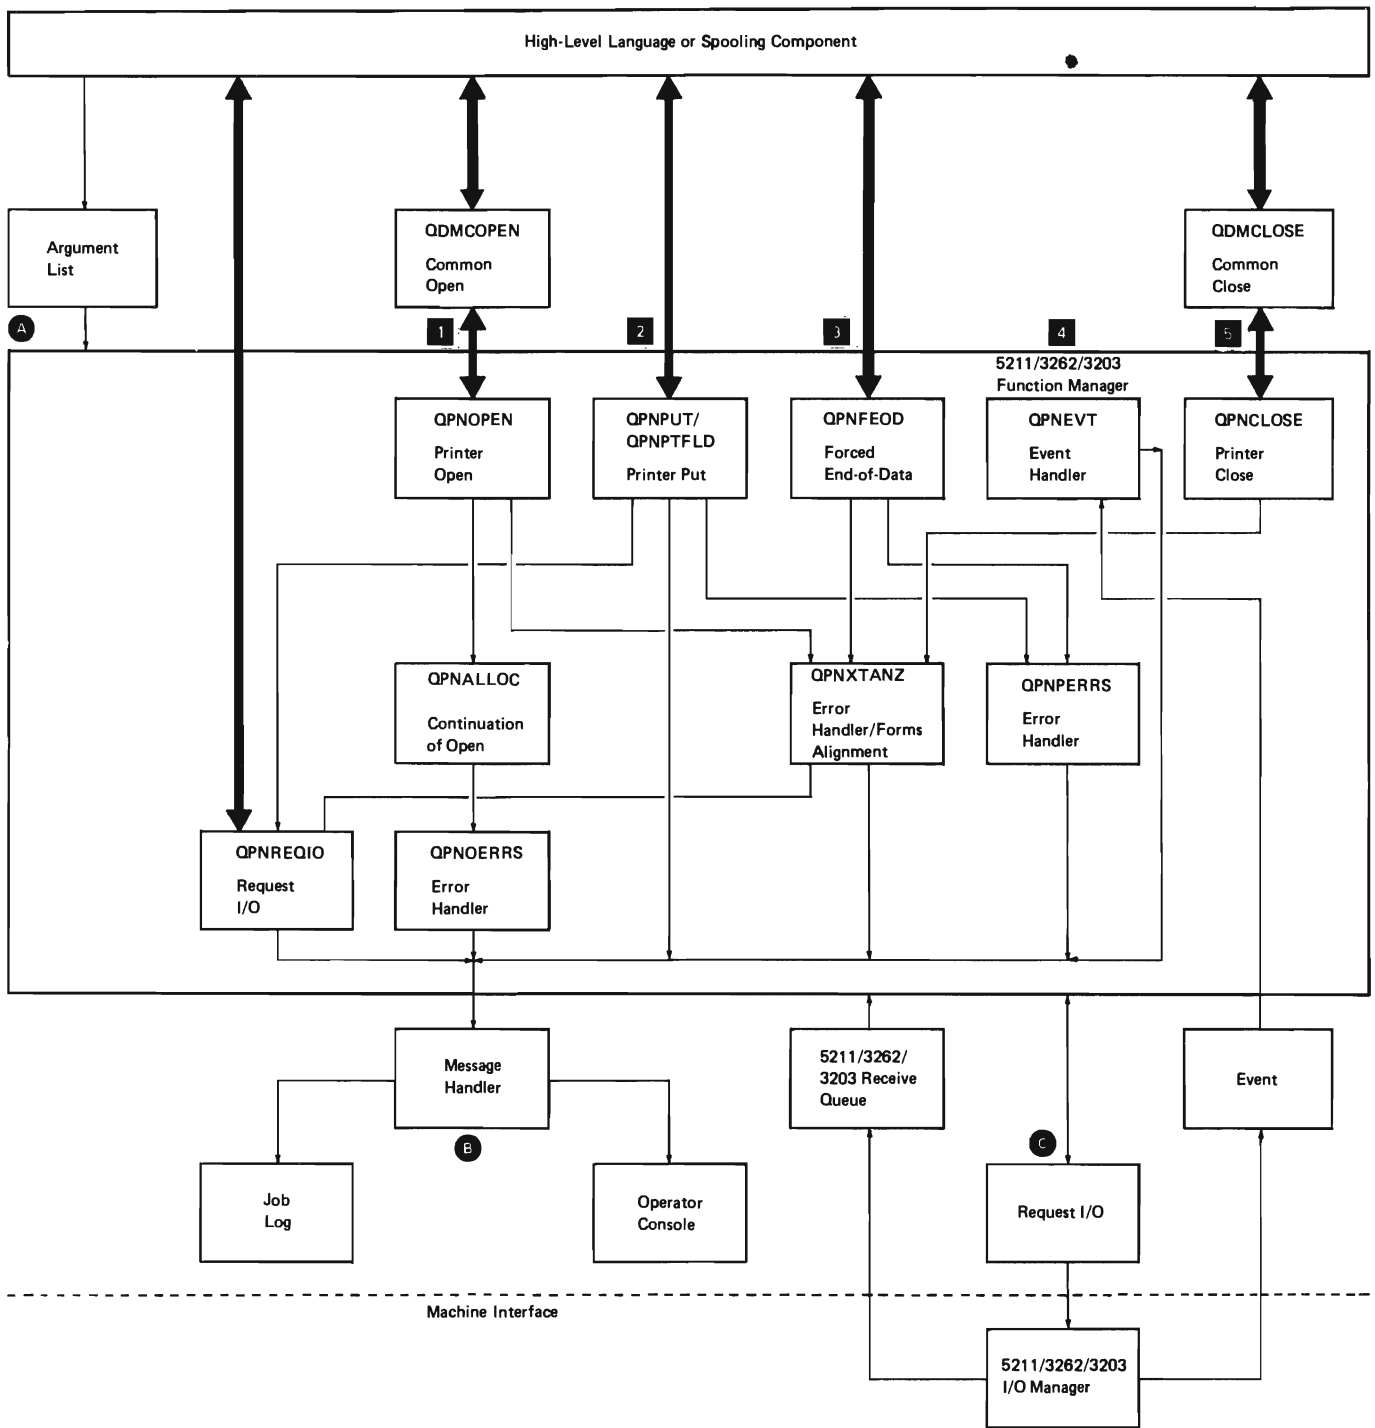 High-Level Language or Spooling Component
Argument
List
QDMCOPEN
Common
Open
QDMCLOSE
Common
Close
A
1
2
3
4
5
5211/3262/3203
Function Manager
QPNOPEN
Printer
Open
QPNPUT/
QPNPTFLD
Printer Put
QPNFEOD
Forced
End-of-Data
QPNEVT
Event
Handler
QPNCLOSE
Printer
Close
QPNALLOC
Continuation
of Open
QPNXTANZ
Error
Handler/Forms
Alignment
QPNPERRS
Error
Handler
QPNREQIO
Request
I/O
QPNOERRS
Error
Handler
Message
Handler
5211/3262/
3203 Receive
Queue
Event
B
C
Job
Log
Operator
Console
Request I/O
Machine Interface
5211/3262/3203
I/O Manager